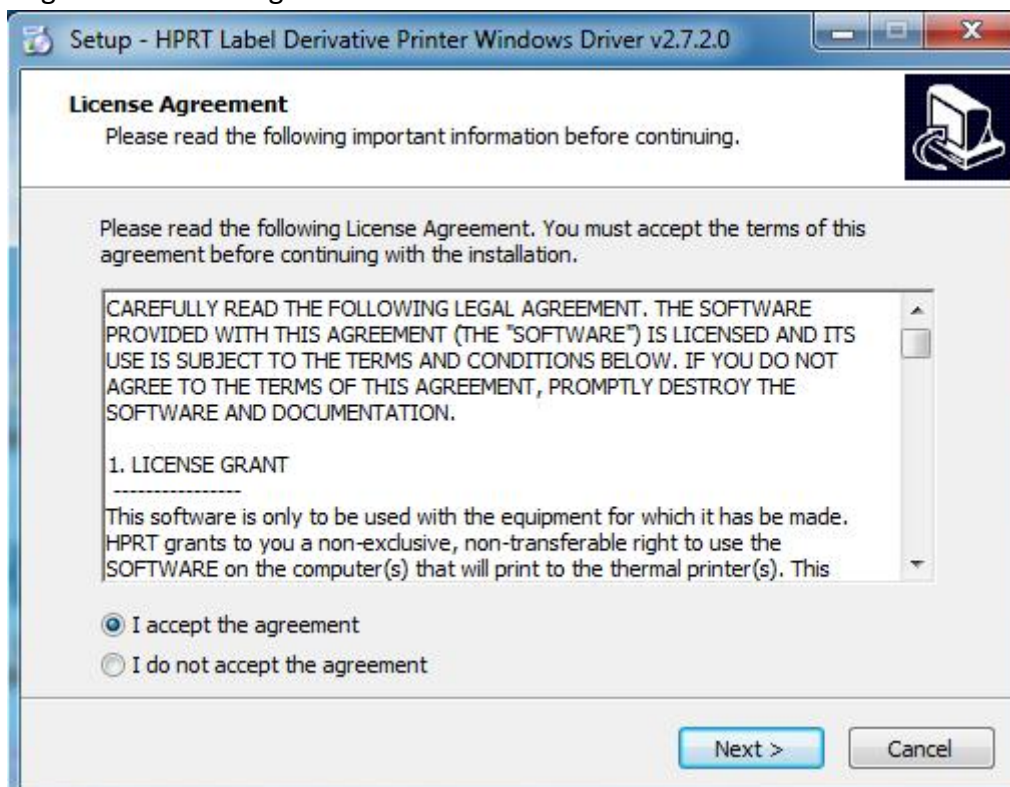 Setup - HPRT Label Derivative Printer Windows Driver v2.7.2.0
License Agreement
Please read the following important information before continuing.
Please read the following License Agreement. You must accept the terms of this
agreement before continuing with the installation.
CAREFULLY READ THE FOLLOWING LEGAL AGREEMENT. THE SOFTWARE
PROVIDED WITH THIS AGREEMENT (THE "SOFTWARE") IS LICENSED AND ITS
USE IS SUBJECT TO THE TERMS AND CONDITIONS BELOW. IF YOU DO NOT
AGREE TO THE TERMS OF THIS AGREEMENT, PROMPTLY DESTROY THE
SOFTWARE AND DOCUMENTATION.
1. LICENSE GRANT
----------------
This software is only to be used with the equipment for which it has be made.
HPRT grants to you a non-exclusive, non-transferable right to use the
SOFTWARE on the computer(s) that will print to the thermal printer(s). This
I accept the agreement
I do not accept the agreement
Next >
Cancel